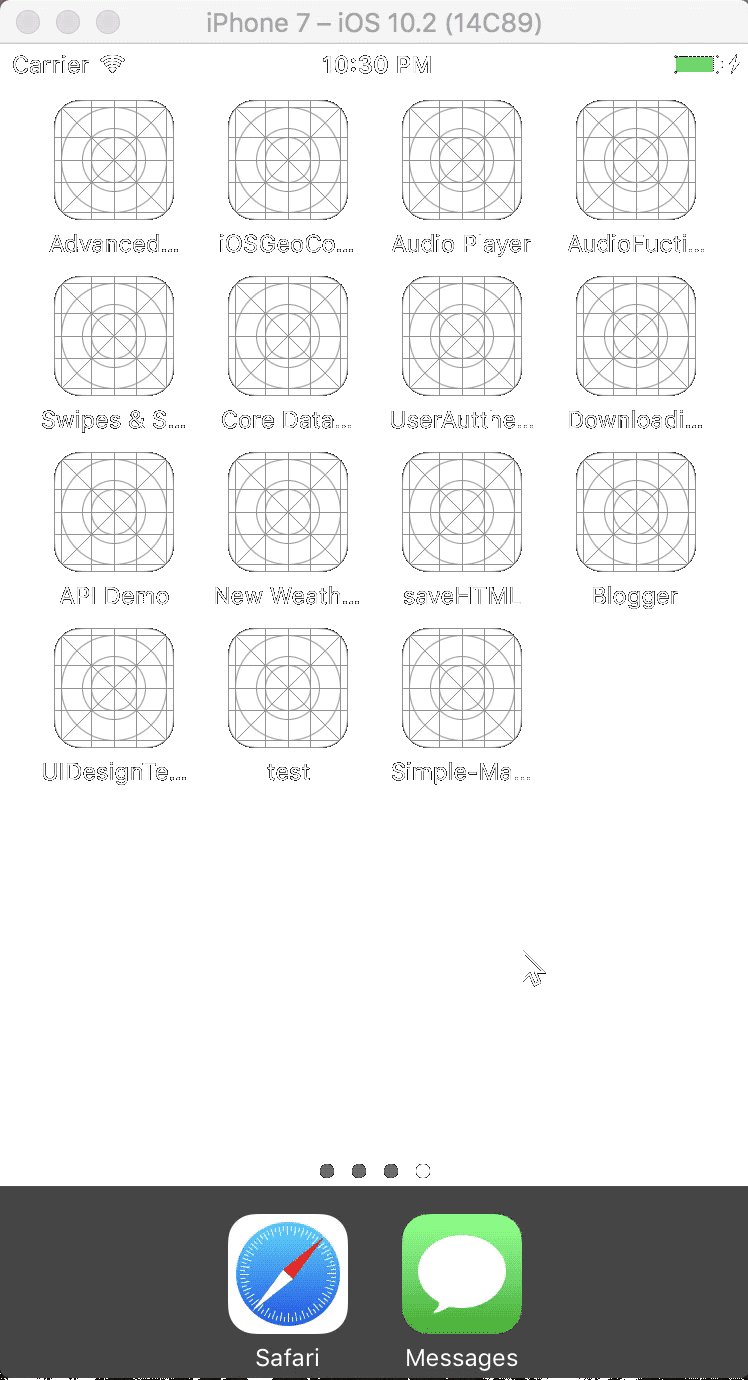 iPhone 7 – iOS 10.2 (14C89)
Carrier 10:30 PM
Advanced... iOSGeoCo... Audio Player AudioFucti...
Swipes & S... Core Data... UserAutthe... Downloadi...
API Demo New Weath... saveHTML Blogger
UIDesignTe... test Simple-Ma...
Safari Messages